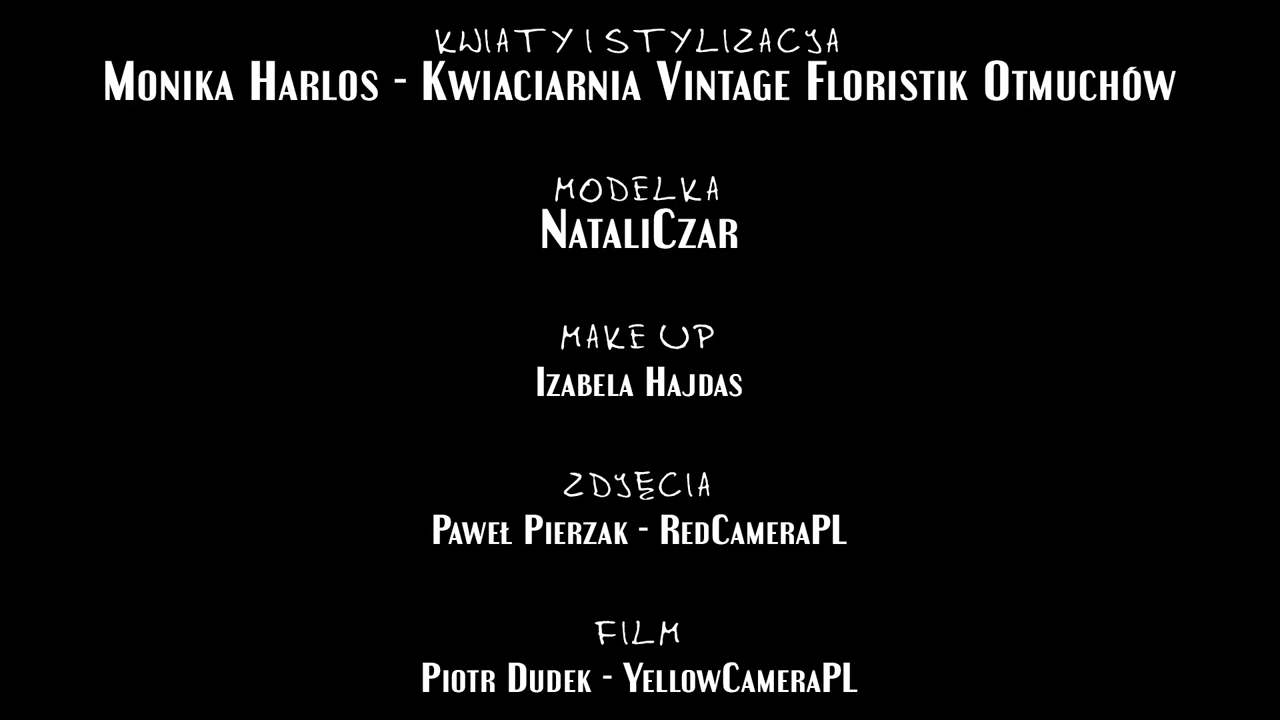 KWIATY I STYLIZACJA
Monika Harlos - Kwiaciarnia Vintage Floristik Otmuchów
MODELKA
NataliCzar
MAKE UP
Izabela Hajdas
ZDJĘCIA
Paweł Pierzak - RedCameraPL
FILM
Piotr Dudek - YellowCameraPL